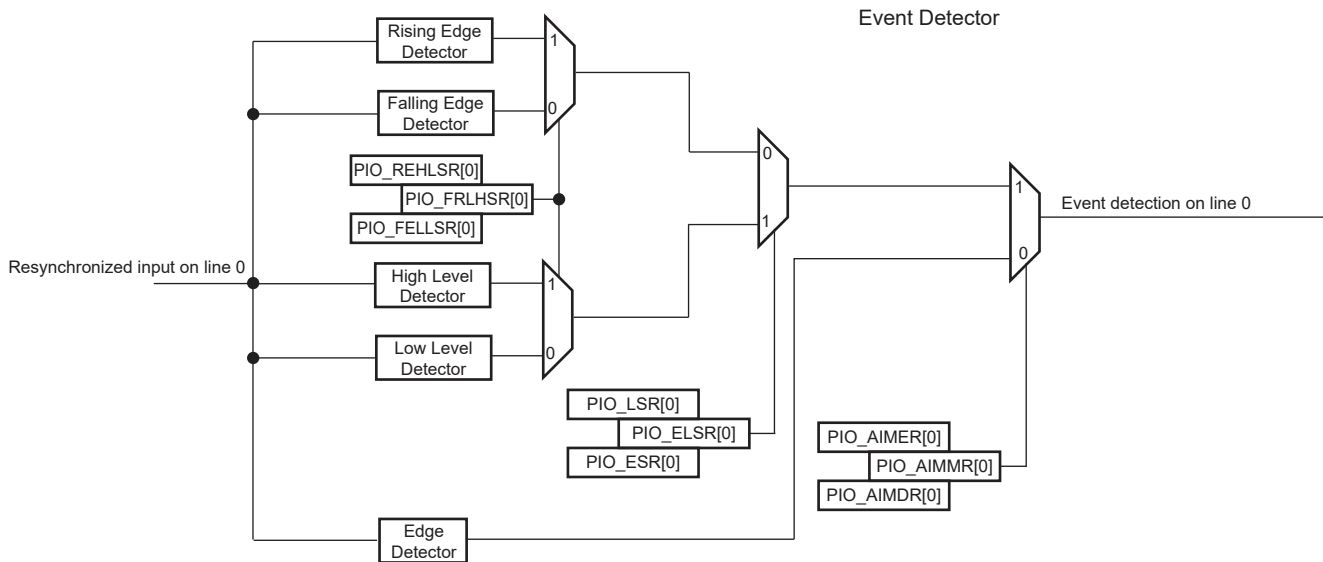 Event Detector
Rising Edge
Detector
1
Falling Edge
Detector
0
0
PIO_REHLSR[0]
PIO_FRLHSR[0]
PIO_FELLSR[0]
1
1
Event detection on line 0
0
Resynchronized input on line 0
High Level
Detector
1
Low Level
Detector
0
PIO_LSR[0]
PIO_ELSR[0]
PIO_ESR[0]
PIO_AIMER[0]
PIO_AIMMR[0]
PIO_AIMDR[0]
Edge
Detector